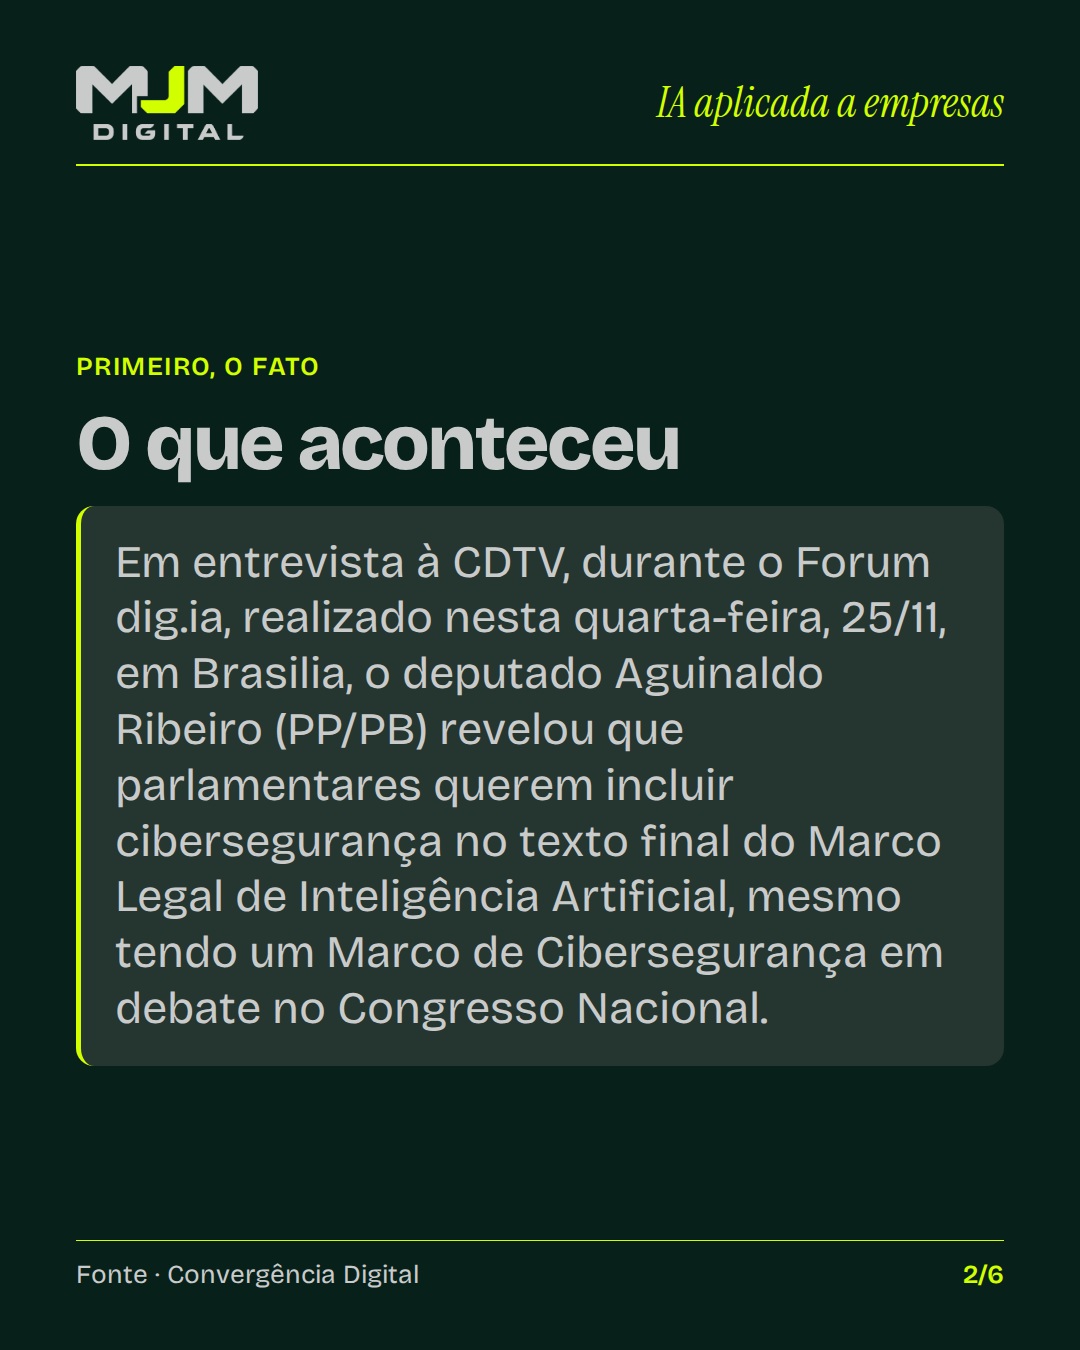 MJM
DIGITAL
IA aplicada a empresas
PRIMEIRO, O FATO
O que aconteceu
Em entrevista à CDTV, durante o Forum
dig.ia, realizado nesta quarta-feira, 25/11,
em Brasilia, o deputado Aguinaldo
Ribeiro (PP/PB) revelou que
parlamentares querem incluir
cibersegurança no texto final do Marco
Legal de Inteligência Artificial, mesmo
tendo um Marco de Cibersegurança em
debate no Congresso Nacional.
Fonte · Convergência Digital
2/6